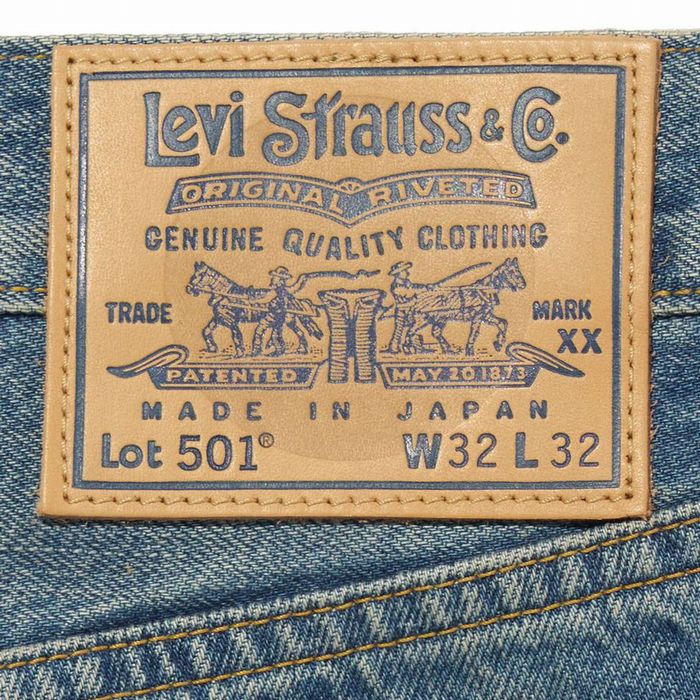 Levi Strauss & Co.
ORIGINAL RIVETED
GENUINE QUALITY CLOTHING
TRADE MARK
XX
PATENTED MAY 20 1873
MADE IN JAPAN
Lot 501® W32 L 32